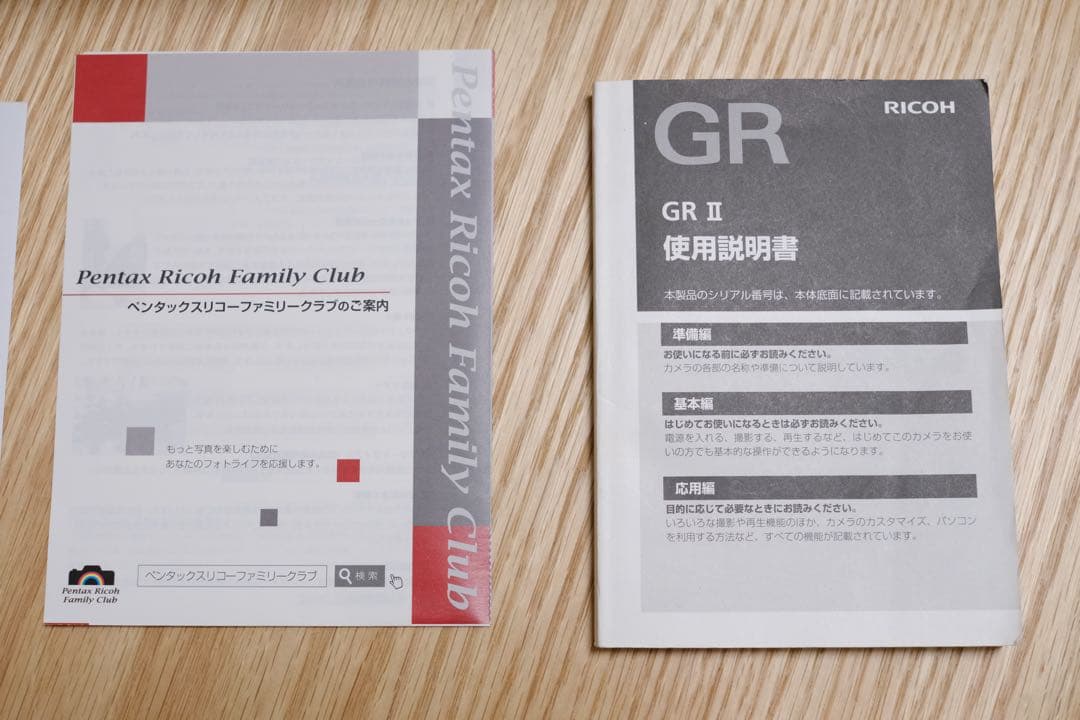 Pentax Ricoh Family Club
Pentax Ricoh Family Club
ペンタックスリコーファミリークラブのご案内
もっと写真を楽しむために
あなたのフォトライフを応援します。
Pentax Ricoh
Family Club
ペンタックスリコーファミリークラブ
検索
GR
RICOH
GR II
使用説明書
本製品のシリアル番号は、本体底面に記載されています。
準備編
お使いになる前に必ずお読みください。
カメラの各部の名称や準備について説明しています。
基本編
はじめてお使いになるときは必ずお読みください。
電源を入れる、撮影する、再生するなど、はじめてこのカメラをお使
いの方でも基本的な操作ができるようになります。
応用編
目的に応じて必要なときにお読みください。
いろいろな撮影や再生機能のほか、カメラのカスタマイズ、パソコン
を利用する方法など、すべての機能が記載されています。